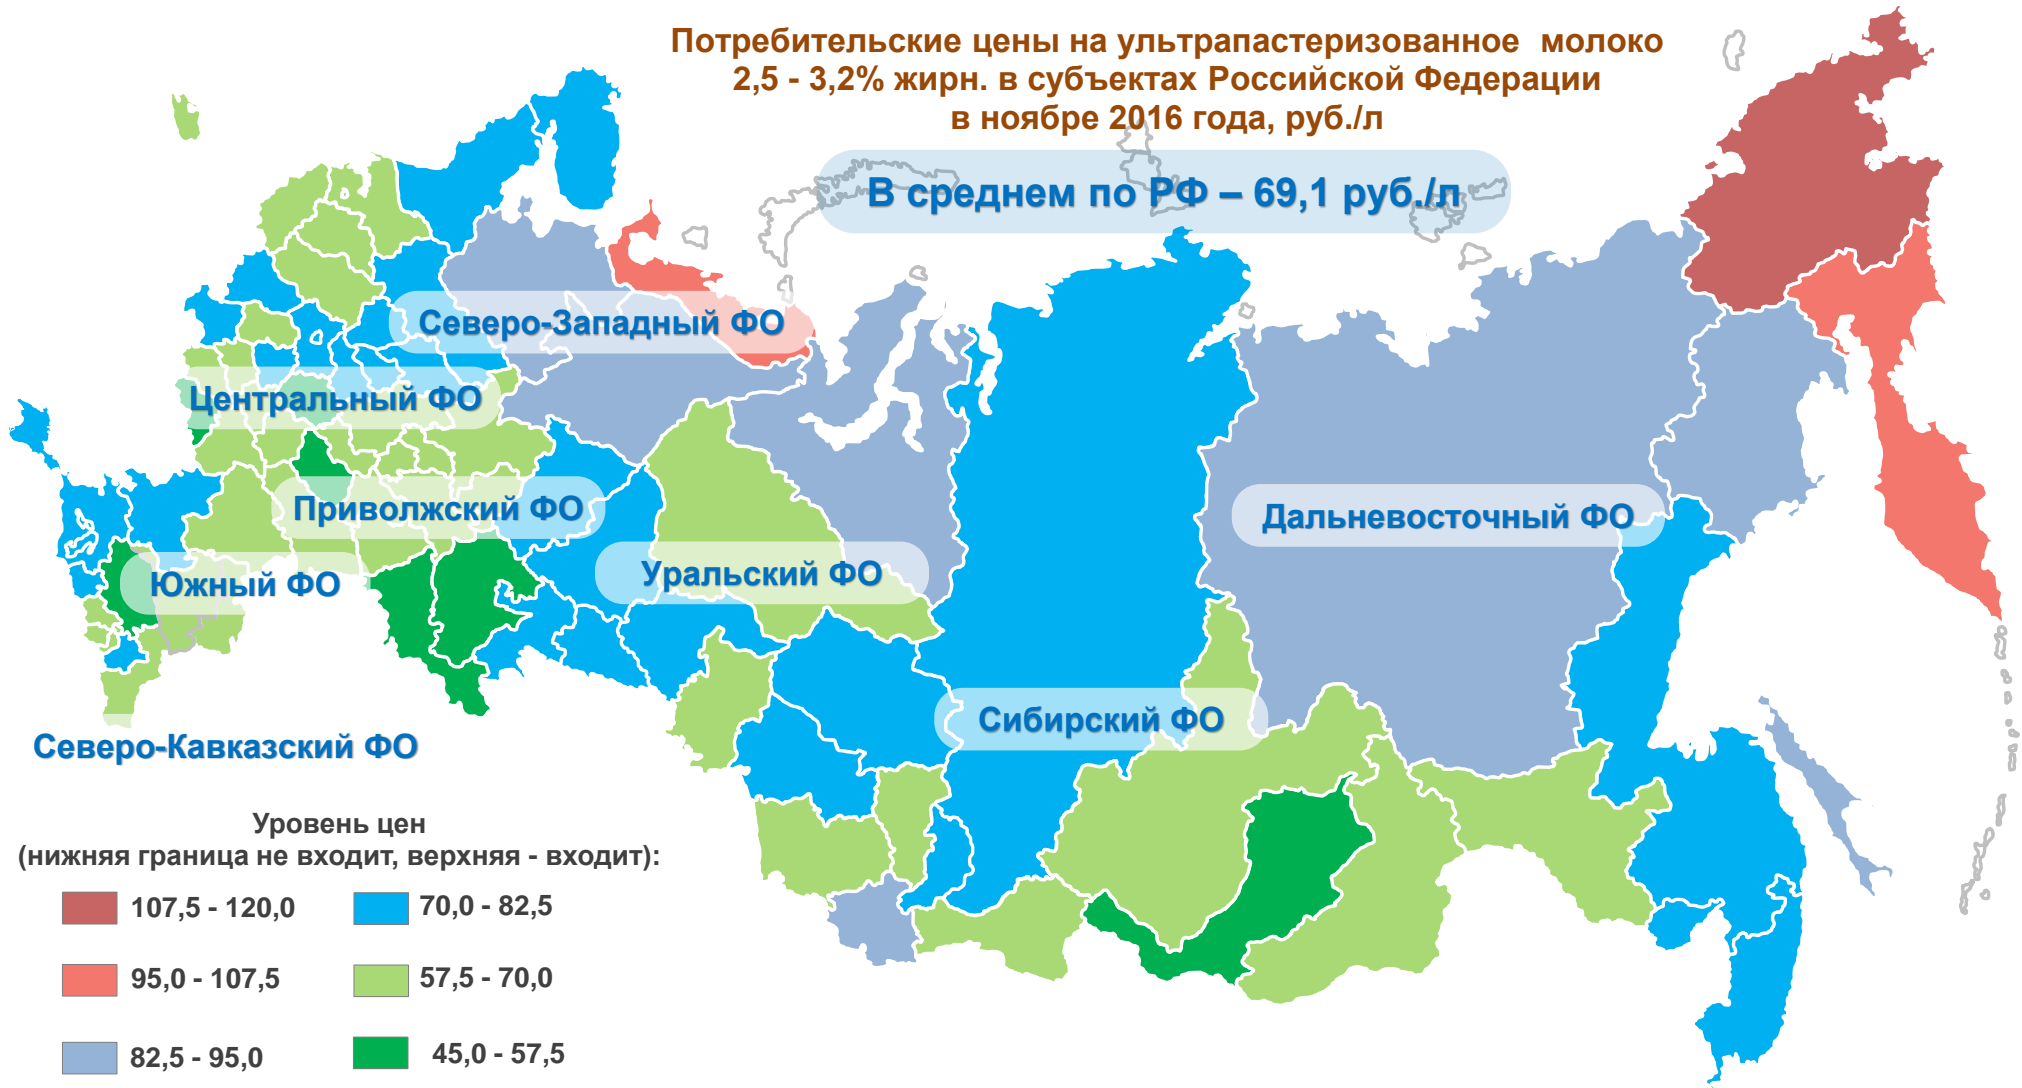 Потребительские цены на ультрапастеризованное молоко
2,5 - 3,2% жирн. в субъектах Российской Федерации
в ноябре 2016 года, руб./л
В среднем по РФ – 69,1 руб./л
Северо-Западный ФО
Центральный ФО
Приволжский ФО
Дальневосточный ФО
Южный ФО
Уральский ФО
Сибирский ФО
Северо-Кавказский ФО
Уровень цен
(нижняя граница не входит, верхняя - входит):
107,5 - 120,0
70,0 - 82,5
95,0 - 107,5
57,5 - 70,0
82,5 - 95,0
45,0 - 57,5